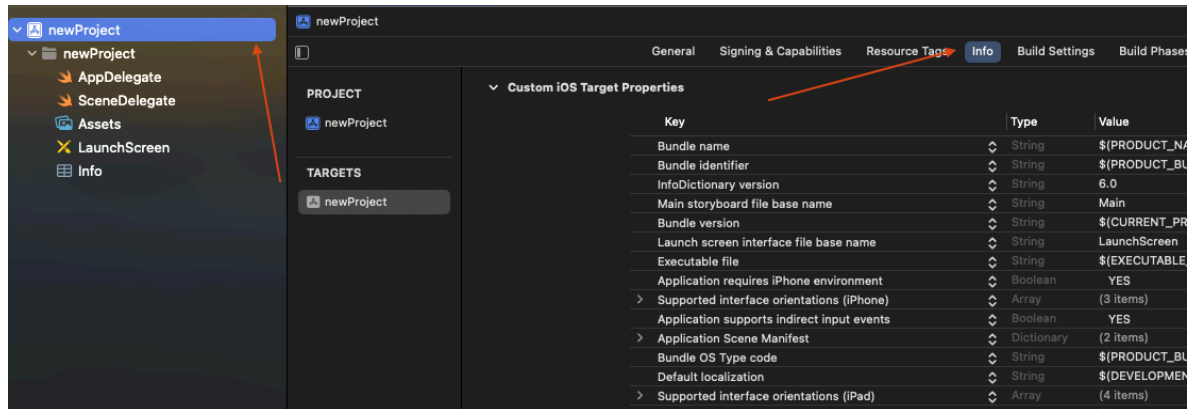 newProject
newProject
AppDelegate
SceneDelegate
Assets
LaunchScreen
Info
newProject
General Signing & Capabilities Resource Tags Info Build Settings Build Phases
PROJECT
newProject
TARGETS
newProject
Custom iOS Target Properties
Key Type Value
Bundle name String $(PRODUCT_NA
Bundle identifier String $(PRODUCT_BU
InfoDictionary version String 6.0
Main storyboard file base name String Main
Bundle version String $(CURRENT_PR
Launch screen interface file base name String LaunchScreen
Executable file String $(EXECUTABLE_
Application requires iPhone environment Boolean YES
Supported interface orientations (iPhone) Array (3 items)
Application supports indirect input events Boolean YES
Application Scene Manifest Dictionary (2 items)
Bundle OS Type code String $(PRODUCT_BU
Default localization String $(DEVELOPMEN
Supported interface orientations (iPad) Array (4 items)